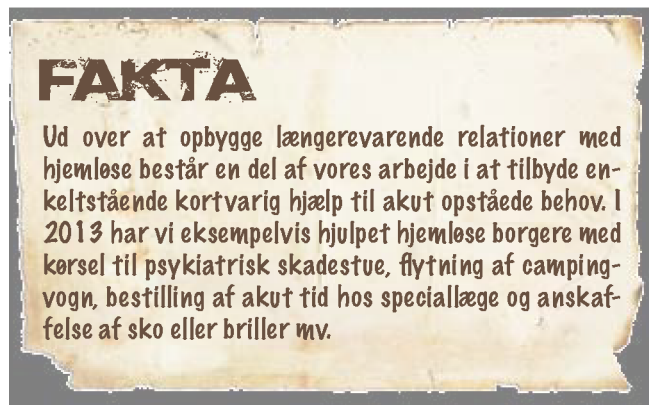 FAKTA
Ud over at opbygge længerevarende relationer med
hjemløse består en del af vores arbejde i at tilbyde en-
keltstående kortvarig hjælp til akut opståede behov. I
2013 har vi eksempelvis hjulpet hjemløse borgere med
kørsel til psykiatrisk skadestue, flytning af camping-
vogn, bestilling af akut tid hos speciallæge og anskaf-
felse af sko eller briller mv.